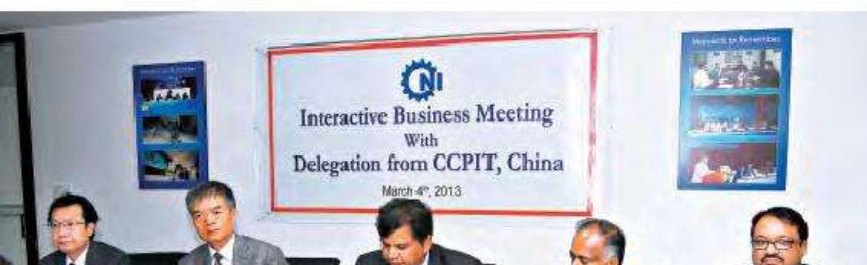 CNI
Interactive Business Meeting
With
Delegation from CCPIT, China
March 4th, 2013